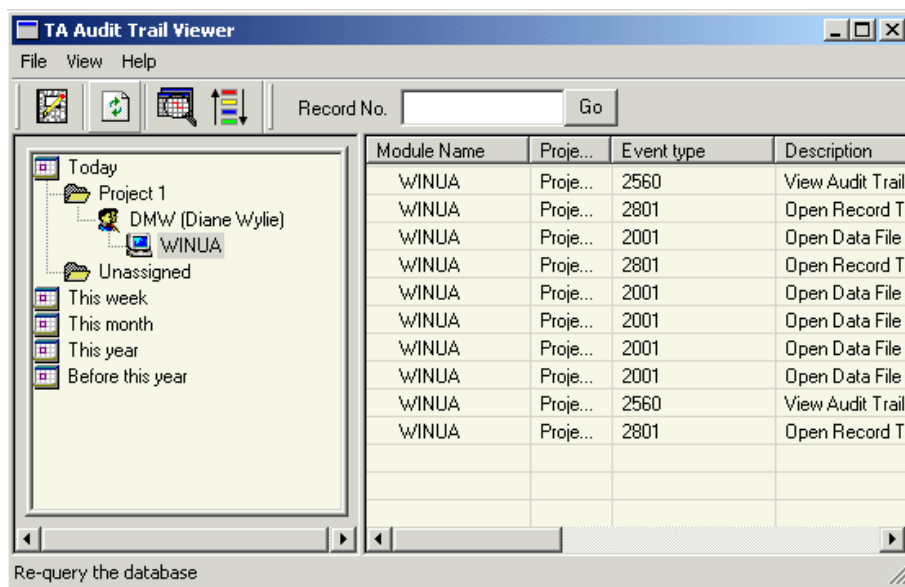 TA Audit Trail Viewer
File View Help
Record No. Go
Today
Project 1
DMW (Diane Wylie)
WINUA
Unassigned
This week
This month
This year
Before this year
Module Name Proje... Event type Description
WINUA Proje... 2560 View Audit Trail
WINUA Proje... 2801 Open Record T
WINUA Proje... 2001 Open Data File
WINUA Proje... 2801 Open Record T
WINUA Proje... 2001 Open Data File
WINUA Proje... 2001 Open Data File
WINUA Proje... 2001 Open Data File
WINUA Proje... 2001 Open Data File
WINUA Proje... 2560 View Audit Trail
WINUA Proje... 2801 Open Record T
Re-query the database